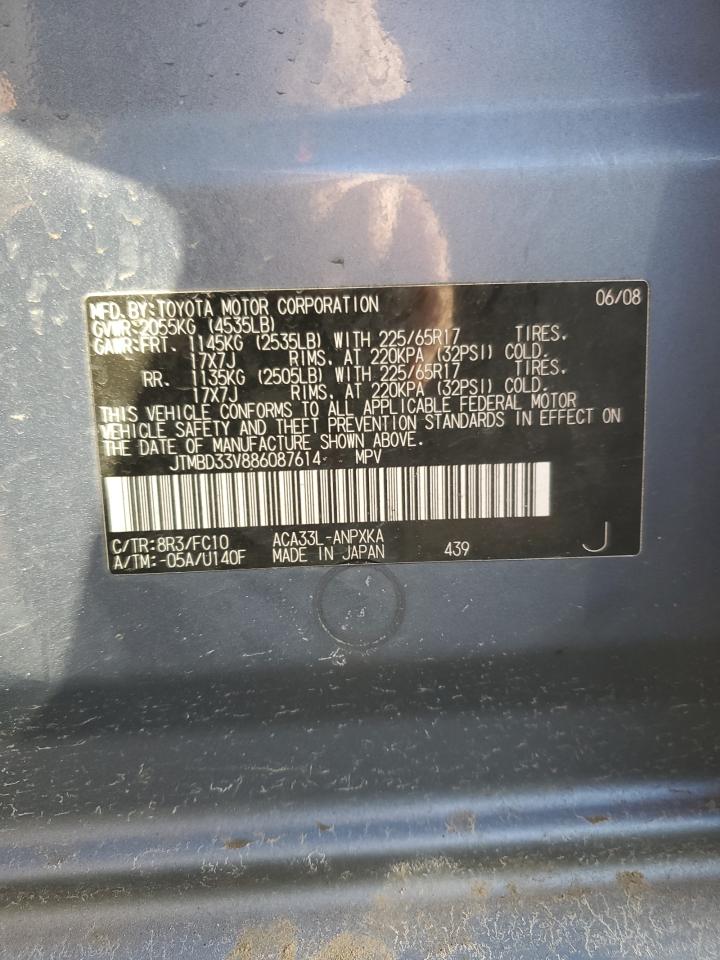 MFD. BY: TOYOTA MOTOR CORPORATION 06/08
GVWR: 2055KG (4535LB)
GAWR: FRT. 1145KG (2535LB) WITH 225/65R17 TIRES.
17X7J RIMS. AT 220KPA (32PSI) COLD.
RR. 1135KG (2505LB) WITH 225/65R17 TIRES.
17X7J RIMS. AT 220KPA (32PSI) COLD.
THIS VEHICLE CONFORMS TO ALL APPLICABLE FEDERAL MOTOR
VEHICLE SAFETY AND THEFT PREVENTION STANDARDS IN EFFECT ON
THE DATE OF MANUFACTURE SHOWN ABOVE.
JTMBD33V886087614 MPV
C/TR: 8R3/FC10 ACA33L-ANPXKA
A/TM: -05A/U140F MADE IN JAPAN 439 J